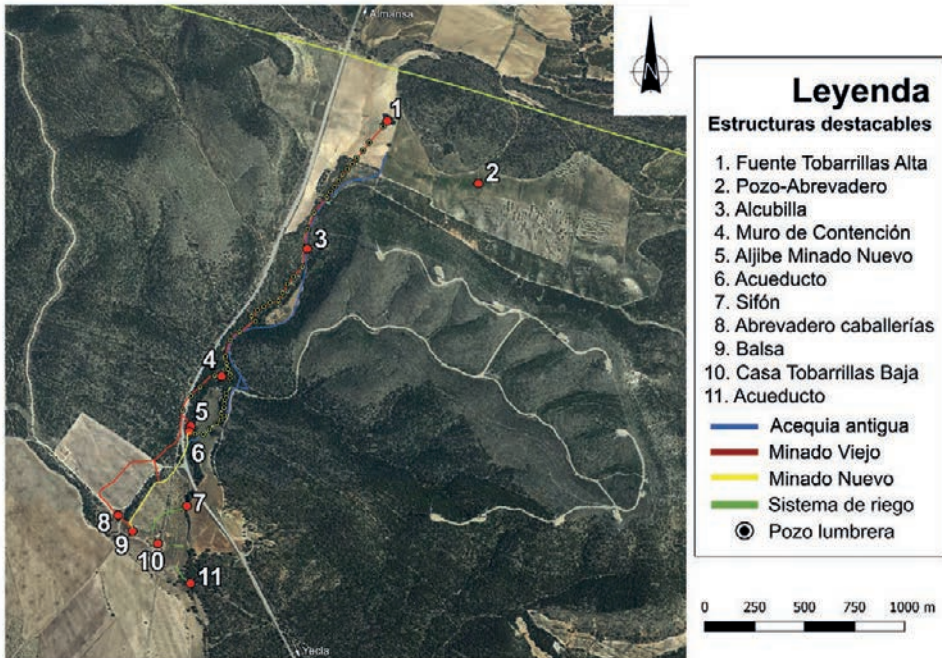 Almansa
N
1
2
3
4
5
6
7
8
9
10
11
Yecla
Leyenda
Estructuras destacables
1. Fuente Tobarrillas Alta
2. Pozo-Abrevadero
3. Alcubilla
4. Muro de Contención
5. Aljibe Minado Nuevo
6. Acueducto
7. Sifón
8. Abrevadero caballerías
9. Balsa
10. Casa Tobarrillas Baja
11. Acueducto
Acequia antigua
Minado Viejo
Minado Nuevo
Sistema de riego
Pozo lumbrera
0 250 500 750 1000 m